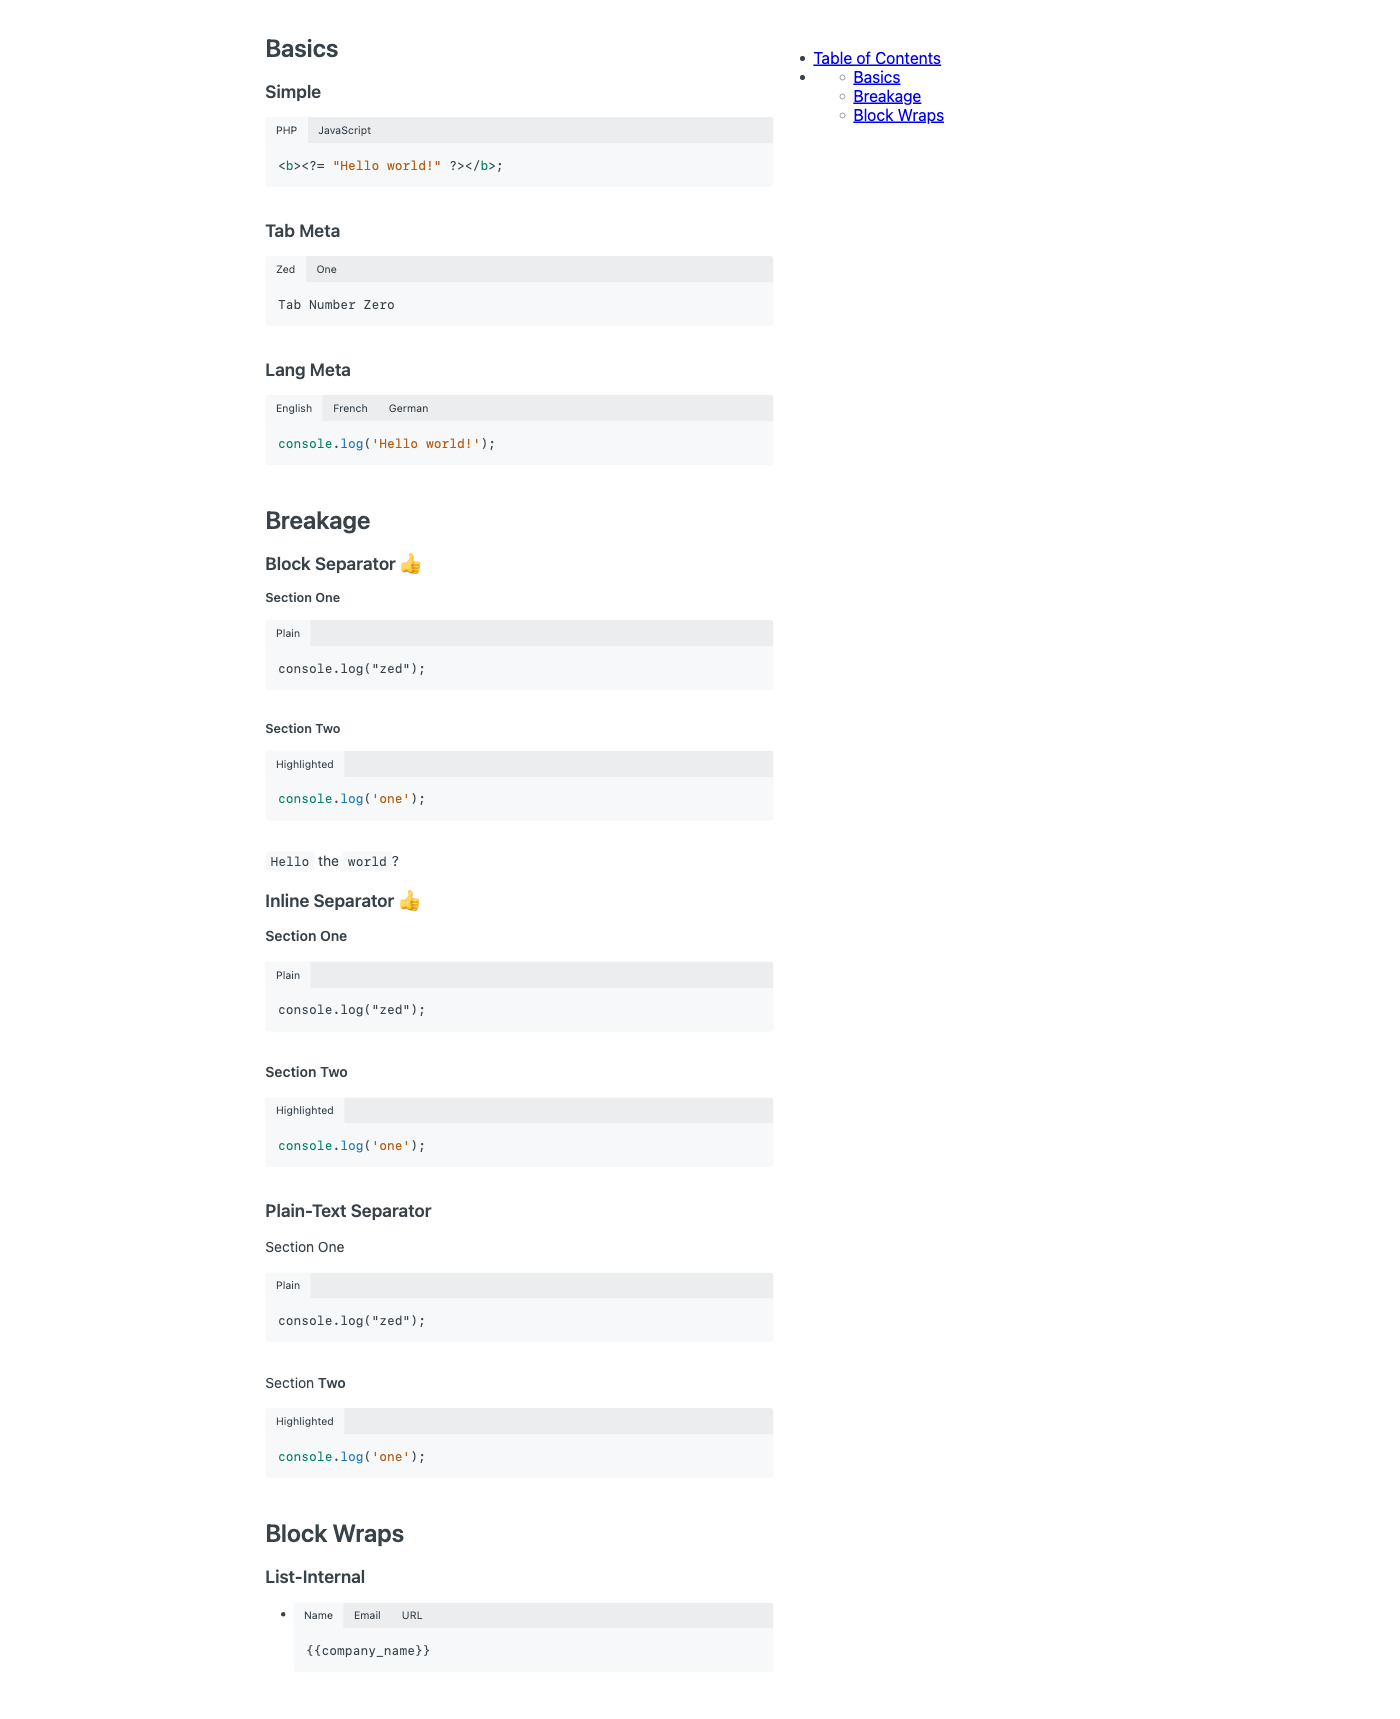 Basics
Simple
PHP JavaScript
<b><?= "Hello world!" ?></b>;
Tab Meta
Zed One
Tab Number Zero
Lang Meta
English French German
console.log('Hello world!');
Breakage
Block Separator 👍
Section One
Plain
console.log("zed");
Section Two
Highlighted
console.log('one');
Hello the world?
Inline Separator 👍
Section One
Plain
console.log("zed");
Section Two
Highlighted
console.log('one');
Plain-Text Separator
Section One
Plain
console.log("zed");
Section Two
Highlighted
console.log('one');
Block Wraps
List-Internal
Name Email URL
{{company_name}}
Table of Contents
Basics
Breakage
Block Wraps